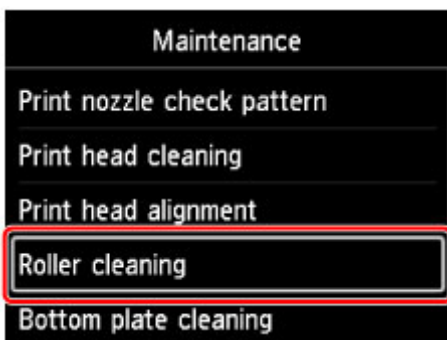 Maintenance
Print nozzle check pattern
Print head cleaning
Print head alignment
Roller cleaning
Bottom plate cleaning